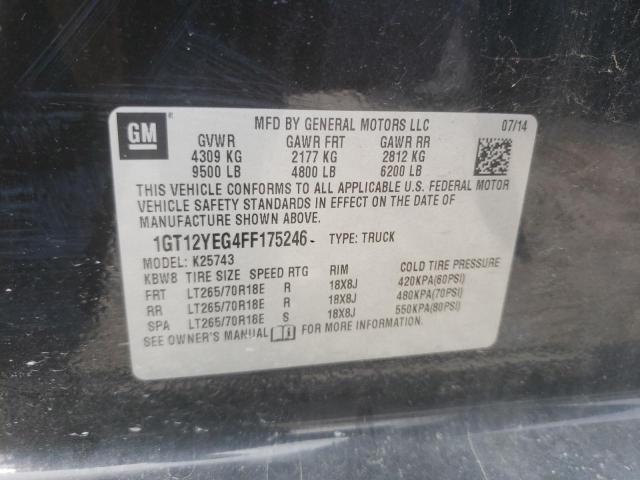 GM
MFD BY GENERAL MOTORS LLC 07/14
GVWR GAWR FRT GAWR RR
4309 KG 2177 KG 2812 KG
9500 LB 4800 LB 6200 LB
THIS VEHICLE CONFORMS TO ALL APPLICABLE U.S. FEDERAL MOTOR
VEHICLE SAFETY STANDARDS IN EFFECT ON THE DATE OF
MANUFACTURE SHOWN ABOVE.
1GT12YEG4FF175246- TYPE: TRUCK
MODEL: K25743
KBWB TIRE SIZE SPEED RTG RIM COLD TIRE PRESSURE
FRT LT265/70R18E R 18X8J 420KPA(60PSI)
RR LT265/70R18E R 18X8J 480KPA(70PSI)
SPA LT265/70R18E S 18X8J 550KPA(80PSI)
SEE OWNER'S MANUAL FOR MORE INFORMATION.